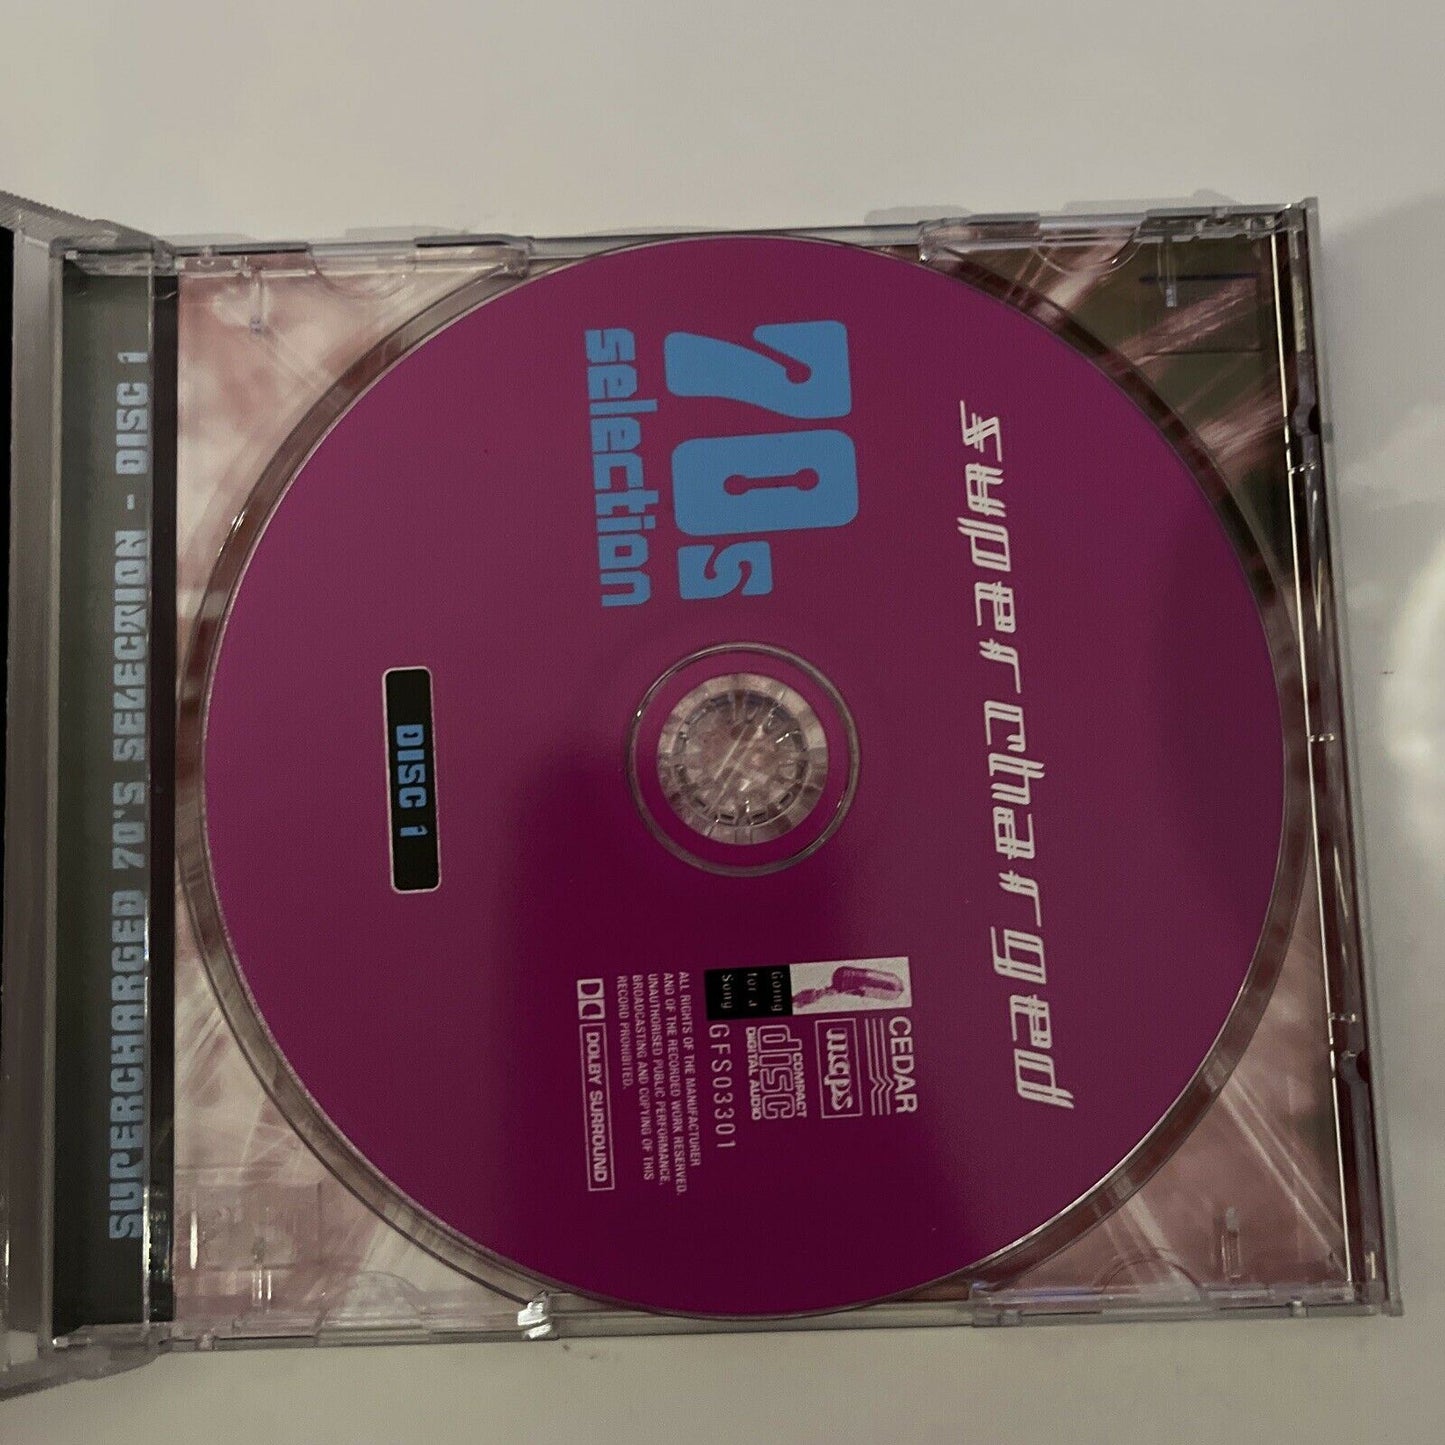 supercharged
70s
selection
DISC 1
CEDAR
mcps
COMPACT
disc
DIGITAL AUDIO
Going
for a
Song
GFS03301
ALL RIGHTS OF THE MANUFACTURER
AND OF THE RECORDED WORK RESERVED.
UNAUTHORISED PUBLIC PERFORMANCE,
BROADCASTING AND COPYING OF THIS
RECORD PROHIBITED.
DOLBY SURROUND
SUPERCHARGED 70'S SELECTION - DISC 1